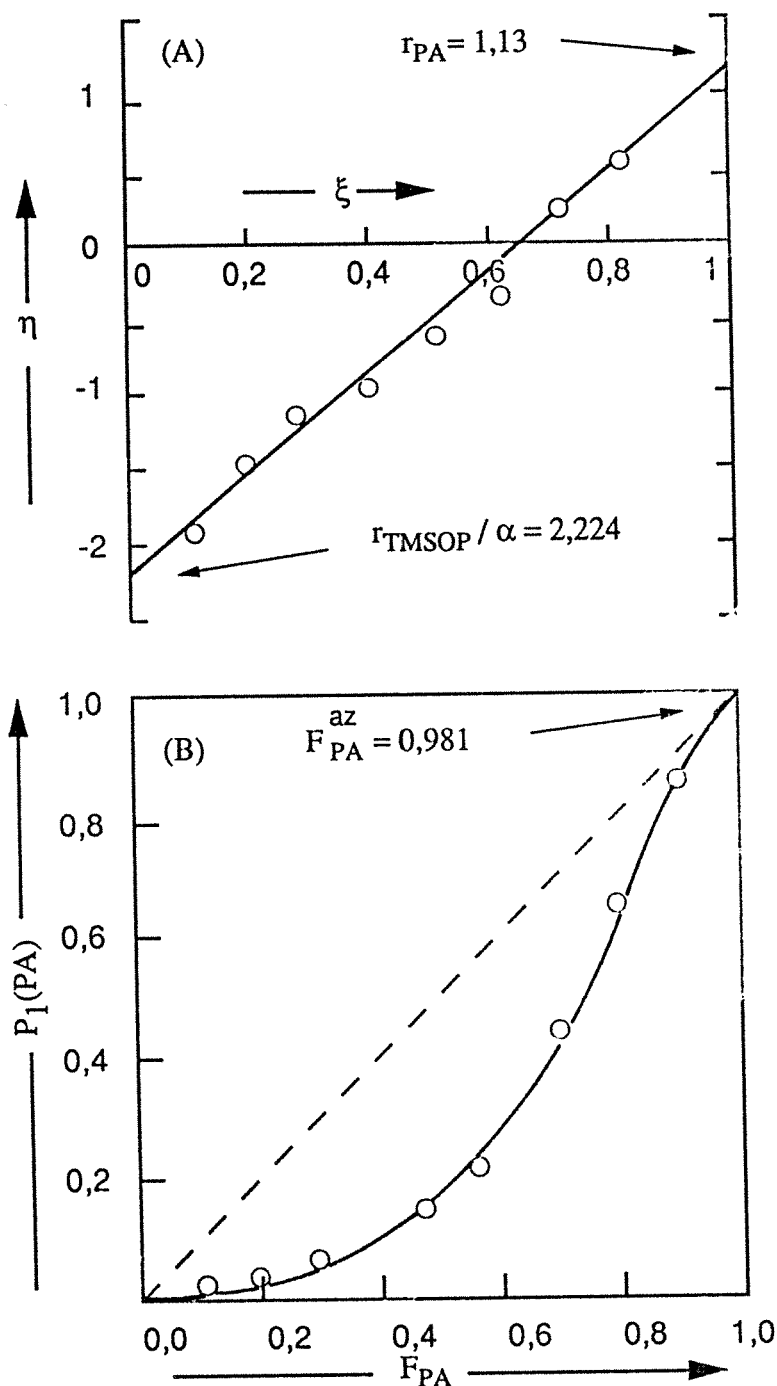 (A)
r_PA = 1,13
1
ξ
0
0 0,2 0,4 0,6 0,8 1
η
-1
r_TMSOP / α = 2,224
-2
1,0
(B)
F_PA^az = 0,981
0,8
0,6
P₁(PA)
0,4
0,2
0,0 0,2 0,4 0,6 0,8 1,0
F_PA